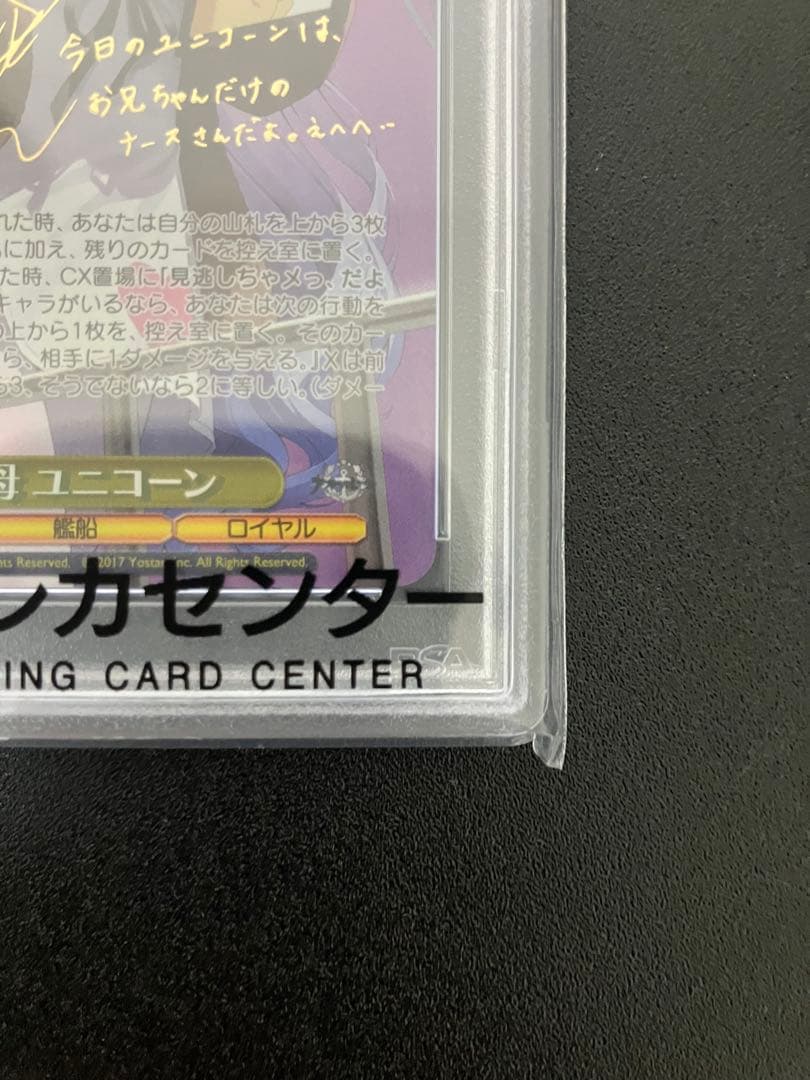 今日のユニコーンは、
お兄ちゃんだけの
ナースさんだよ。えへへ…
れた時、あなたは自分の山札を上から3枚
に加え、残りのカードを控え室に置く。
た時、CX置場に「見逃しちゃメっ、だよ
キャラがいるなら、あなたは次の行動を
の上から1枚を、控え室に置く。そのカー
ら、相手に1ダメージを与える。JXは前
ら3、そうでないなら2に等しい。(ダメー
母 ユニコーン
艦船 ロイヤル
hts Reserved. © 2017 Yostar, Inc. All Rights Reserved.
レカセンター
PSA
ING CARD CENTER